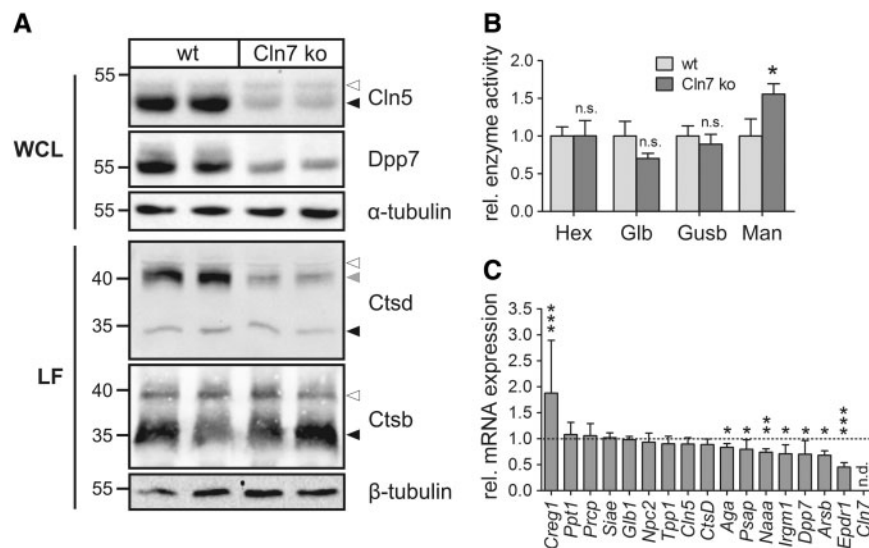 A
wt Cln7 ko
WCL
55
Cln5
55
Dpp7
55
α-tubulin
LF
40
35
Ctsd
40
35
Ctsb
55
β-tubulin
B
rel. enzyme activity
2.0
1.5
1.0
0.5
0.0
wt
Cln7 ko
n.s. n.s. n.s. *
Hex Glb Gusb Man
C
rel. mRNA expression
3.5
3.0
2.5
2.0
1.5
1.0
0.5
0.0
*** * * ** * * * *** n.d.
Creg1 Ppt1 Prcp Siae Glb1 Npc2 Tpp1 Cln5 CtsD Aga Psap Naaa Irgm1 Dpp7 Arsb Epdr1 Cln7